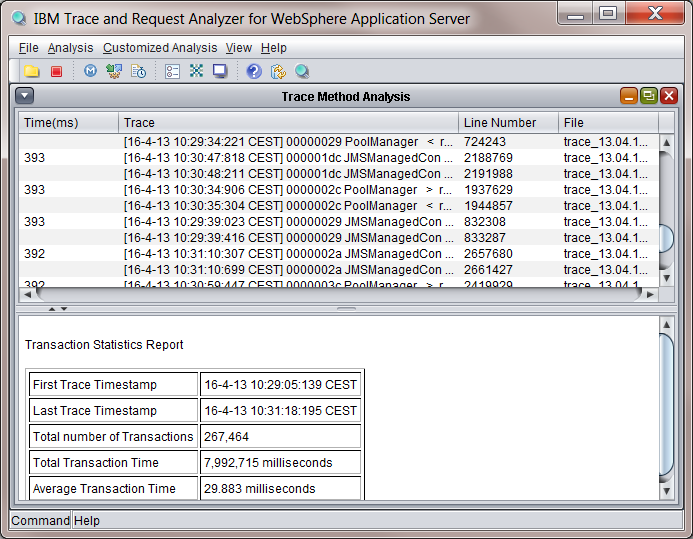 IBM Trace and Request Analyzer for WebSphere Application Server
File Analysis Customized Analysis View Help
Trace Method Analysis
Time(ms) Trace Line Number File
[16-4-13 10:29:34:221 CEST] 00000029 PoolManager < r... 724243 trace_13.04.1...
393 [16-4-13 10:30:47:818 CEST] 000001dc JMSManagedCon ... 2188769 trace_13.04.1...
[16-4-13 10:30:48:211 CEST] 000001dc JMSManagedCon ... 2191988 trace_13.04.1...
393 [16-4-13 10:30:34:906 CEST] 0000002c PoolManager > r... 1937629 trace_13.04.1...
[16-4-13 10:30:35:304 CEST] 0000002c PoolManager < r... 1944857 trace_13.04.1...
393 [16-4-13 10:29:39:023 CEST] 00000029 JMSManagedCon ... 832308 trace_13.04.1...
[16-4-13 10:29:39:416 CEST] 00000029 JMSManagedCon ... 833287 trace_13.04.1...
392 [16-4-13 10:31:10:307 CEST] 0000002a JMSManagedCon ... 2657680 trace_13.04.1...
[16-4-13 10:31:10:699 CEST] 0000002a JMSManagedCon ... 2661427 trace_13.04.1...
392 [16-4-13 10:30:59:447 CEST] 0000003c PoolManager > r... 2419929 trace_13.04.1...
Transaction Statistics Report
First Trace Timestamp 16-4-13 10:29:05:139 CEST
Last Trace Timestamp 16-4-13 10:31:18:195 CEST
Total number of Transactions 267,464
Total Transaction Time 7,992,715 milliseconds
Average Transaction Time 29.883 milliseconds
Command Help